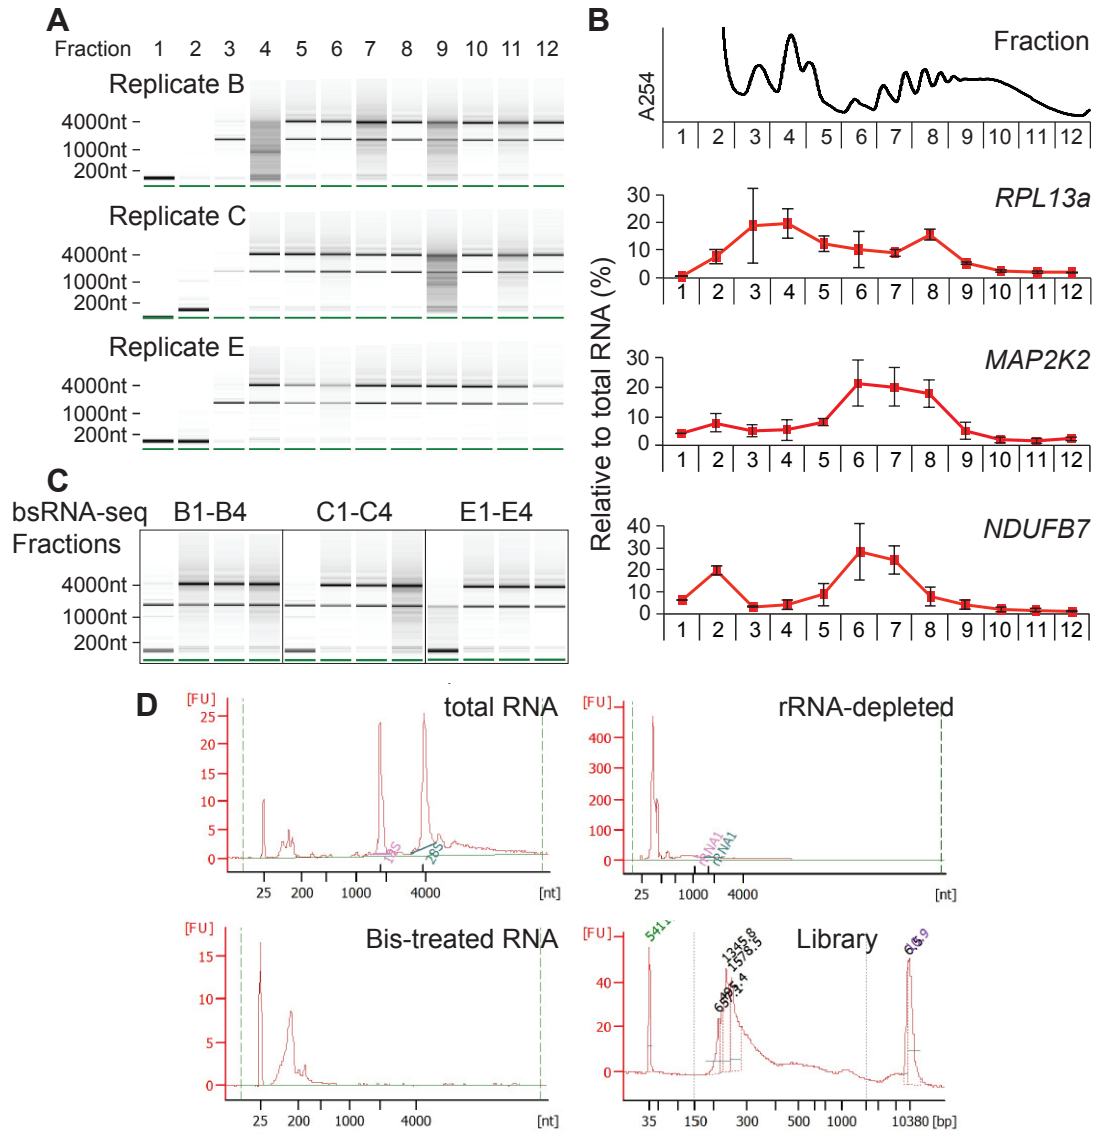 A
Fraction 1 2 3 4 5 6 7 8 9 10 11 12
Replicate B
4000nt
1000nt
200nt
Replicate C
4000nt
1000nt
200nt
Replicate E
4000nt
1000nt
200nt
B
Fraction
A254
1 2 3 4 5 6 7 8 9 10 11 12
Relative to total RNA (%)
RPL13a
30
20
10
0
1 2 3 4 5 6 7 8 9 10 11 12
MAP2K2
30
20
10
0
1 2 3 4 5 6 7 8 9 10 11 12
NDUFB7
40
30
20
10
0
1 2 3 4 5 6 7 8 9 10 11 12
C
bsRNA-seq B1-B4 C1-C4 E1-E4
Fractions
4000nt
1000nt
200nt
D
[FU] total RNA
25
20
15
10
5
0
18S
28S
25 200 1000 4000 [nt]
[FU] rRNA-depleted
400
300
200
100
0
rRNA1
rRNA1
25 1000 4000 [nt]
[FU] Bis-treated RNA
15
10
5
0
25 200 1000 4000 [nt]
[FU] Library
40
20
0
1345.8
1578.5
35 150 300 500 1000 10380 [bp]